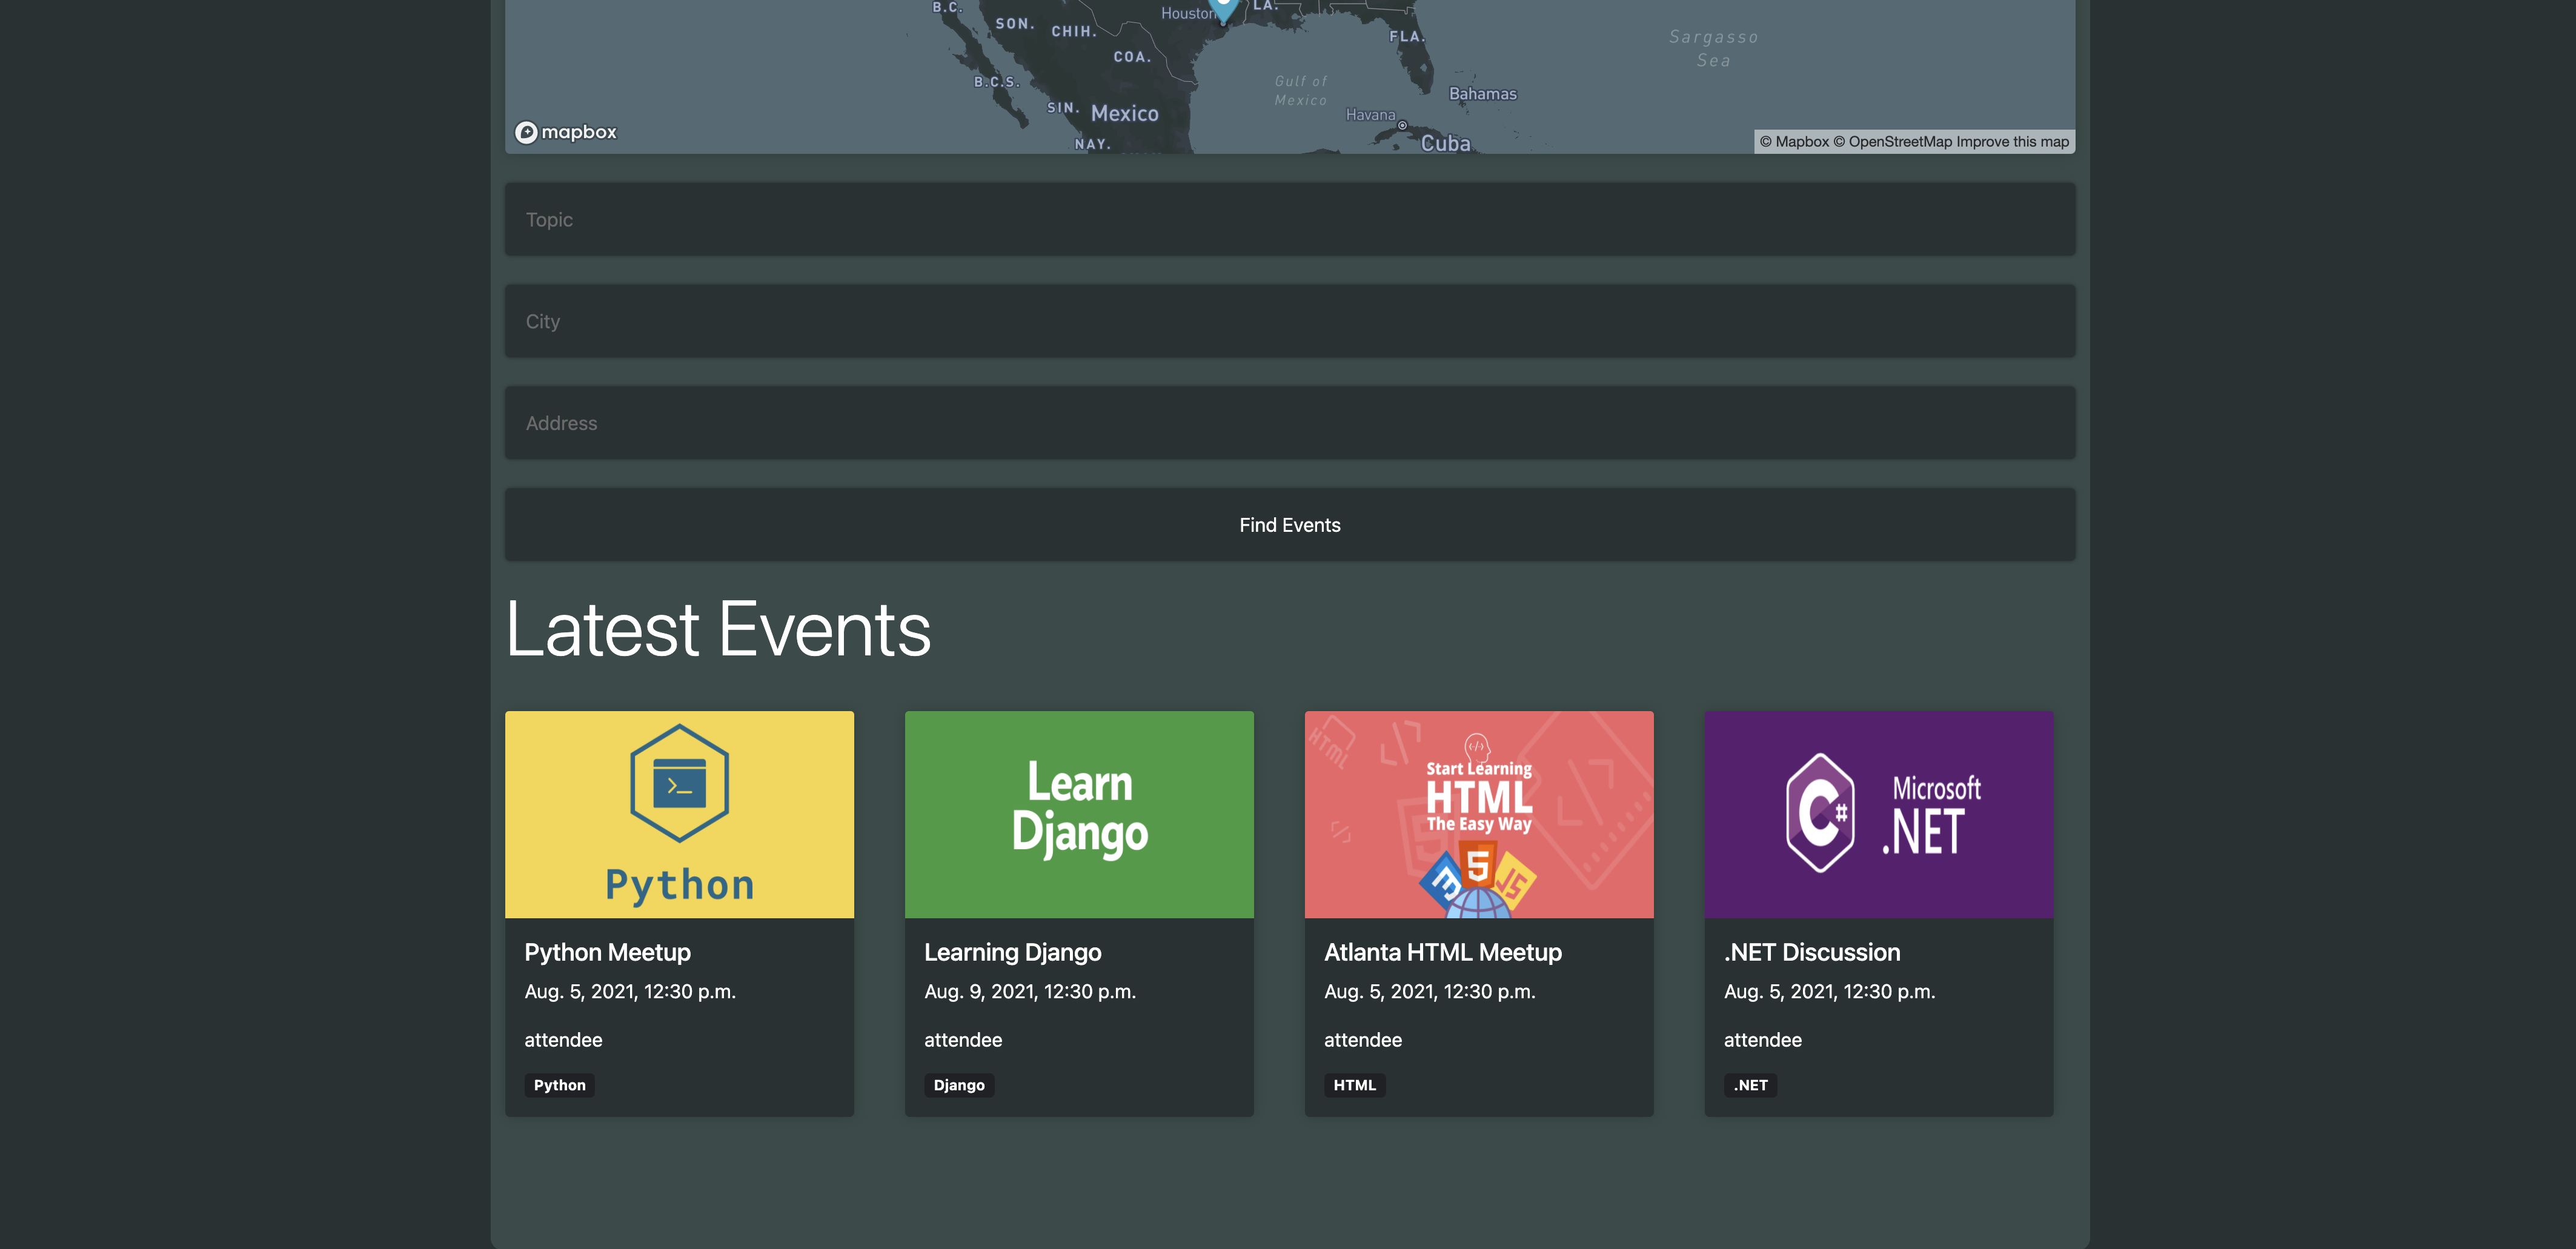 B.C.
SON.
CHIH.
Houston
LA.
COA.
FLA.
Sargasso
Sea
B.C.S.
Gulf of
Mexico
Bahamas
SIN.
Mexico
Havana
NAY.
Cuba
mapbox
© Mapbox © OpenStreetMap Improve this map
Topic
City
Address
Find Events
Latest Events
Python
Learn
Django
HTML
Start Learning
HTML
The Easy Way
5
3
JS
C#
Microsoft
.NET
Python Meetup
Aug. 5, 2021, 12:30 p.m.
attendee
Python
Learning Django
Aug. 9, 2021, 12:30 p.m.
attendee
Django
Atlanta HTML Meetup
Aug. 5, 2021, 12:30 p.m.
attendee
HTML
.NET Discussion
Aug. 5, 2021, 12:30 p.m.
attendee
.NET